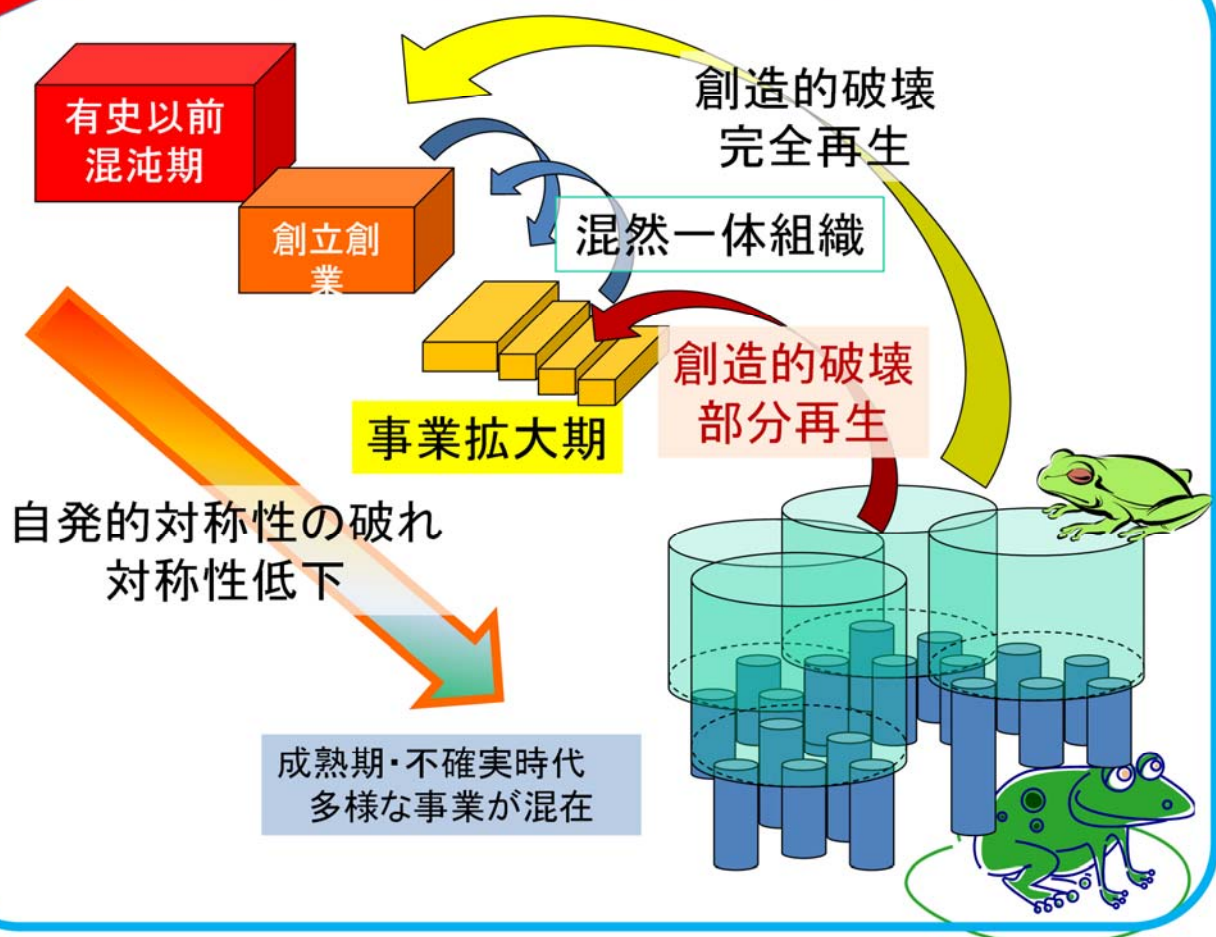 有史以前
混沌期
創造的破壊
完全再生
創立創
業
混然一体組織
創造的破壊
部分再生
事業拡大期
自発的対称性の破れ
対称性低下
成熟期・不確実時代
多様な事業が混在